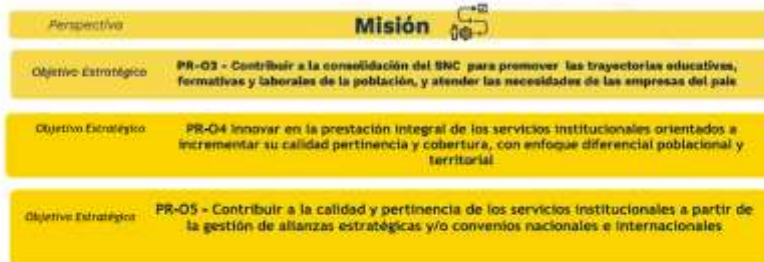 Perspectiva
Misión
Objetivo Estratégico
PR-O3 - Contribuir a la consolidación del SNC para promover las trayectorias educativas,
formativas y laborales de la población, y atender las necesidades de las empresas del país
Objetivo Estratégico
PR-O4 Innovar en la prestación integral de los servicios institucionales orientados a
incrementar su calidad pertinencia y cobertura, con enfoque diferencial poblacional y
territorial
Objetivo Estratégico
PR-O5 - Contribuir a la calidad y pertinencia de los servicios institucionales a partir de
la gestión de alianzas estratégicas y/o convenios nacionales e internacionales